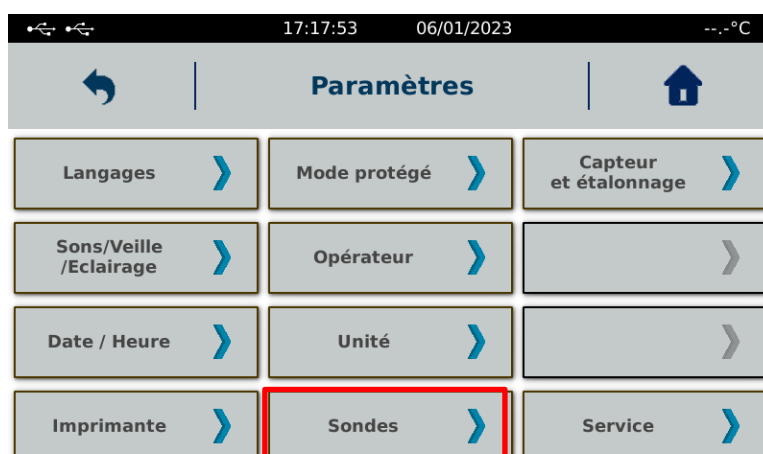 17:17:53 06/01/2023 --.-°C
Paramètres
Langages
Mode protégé
Capteur
et étalonnage
Sons/Veille
/Eclairage
Opérateur
Date / Heure
Unité
Imprimante
Sondes
Service